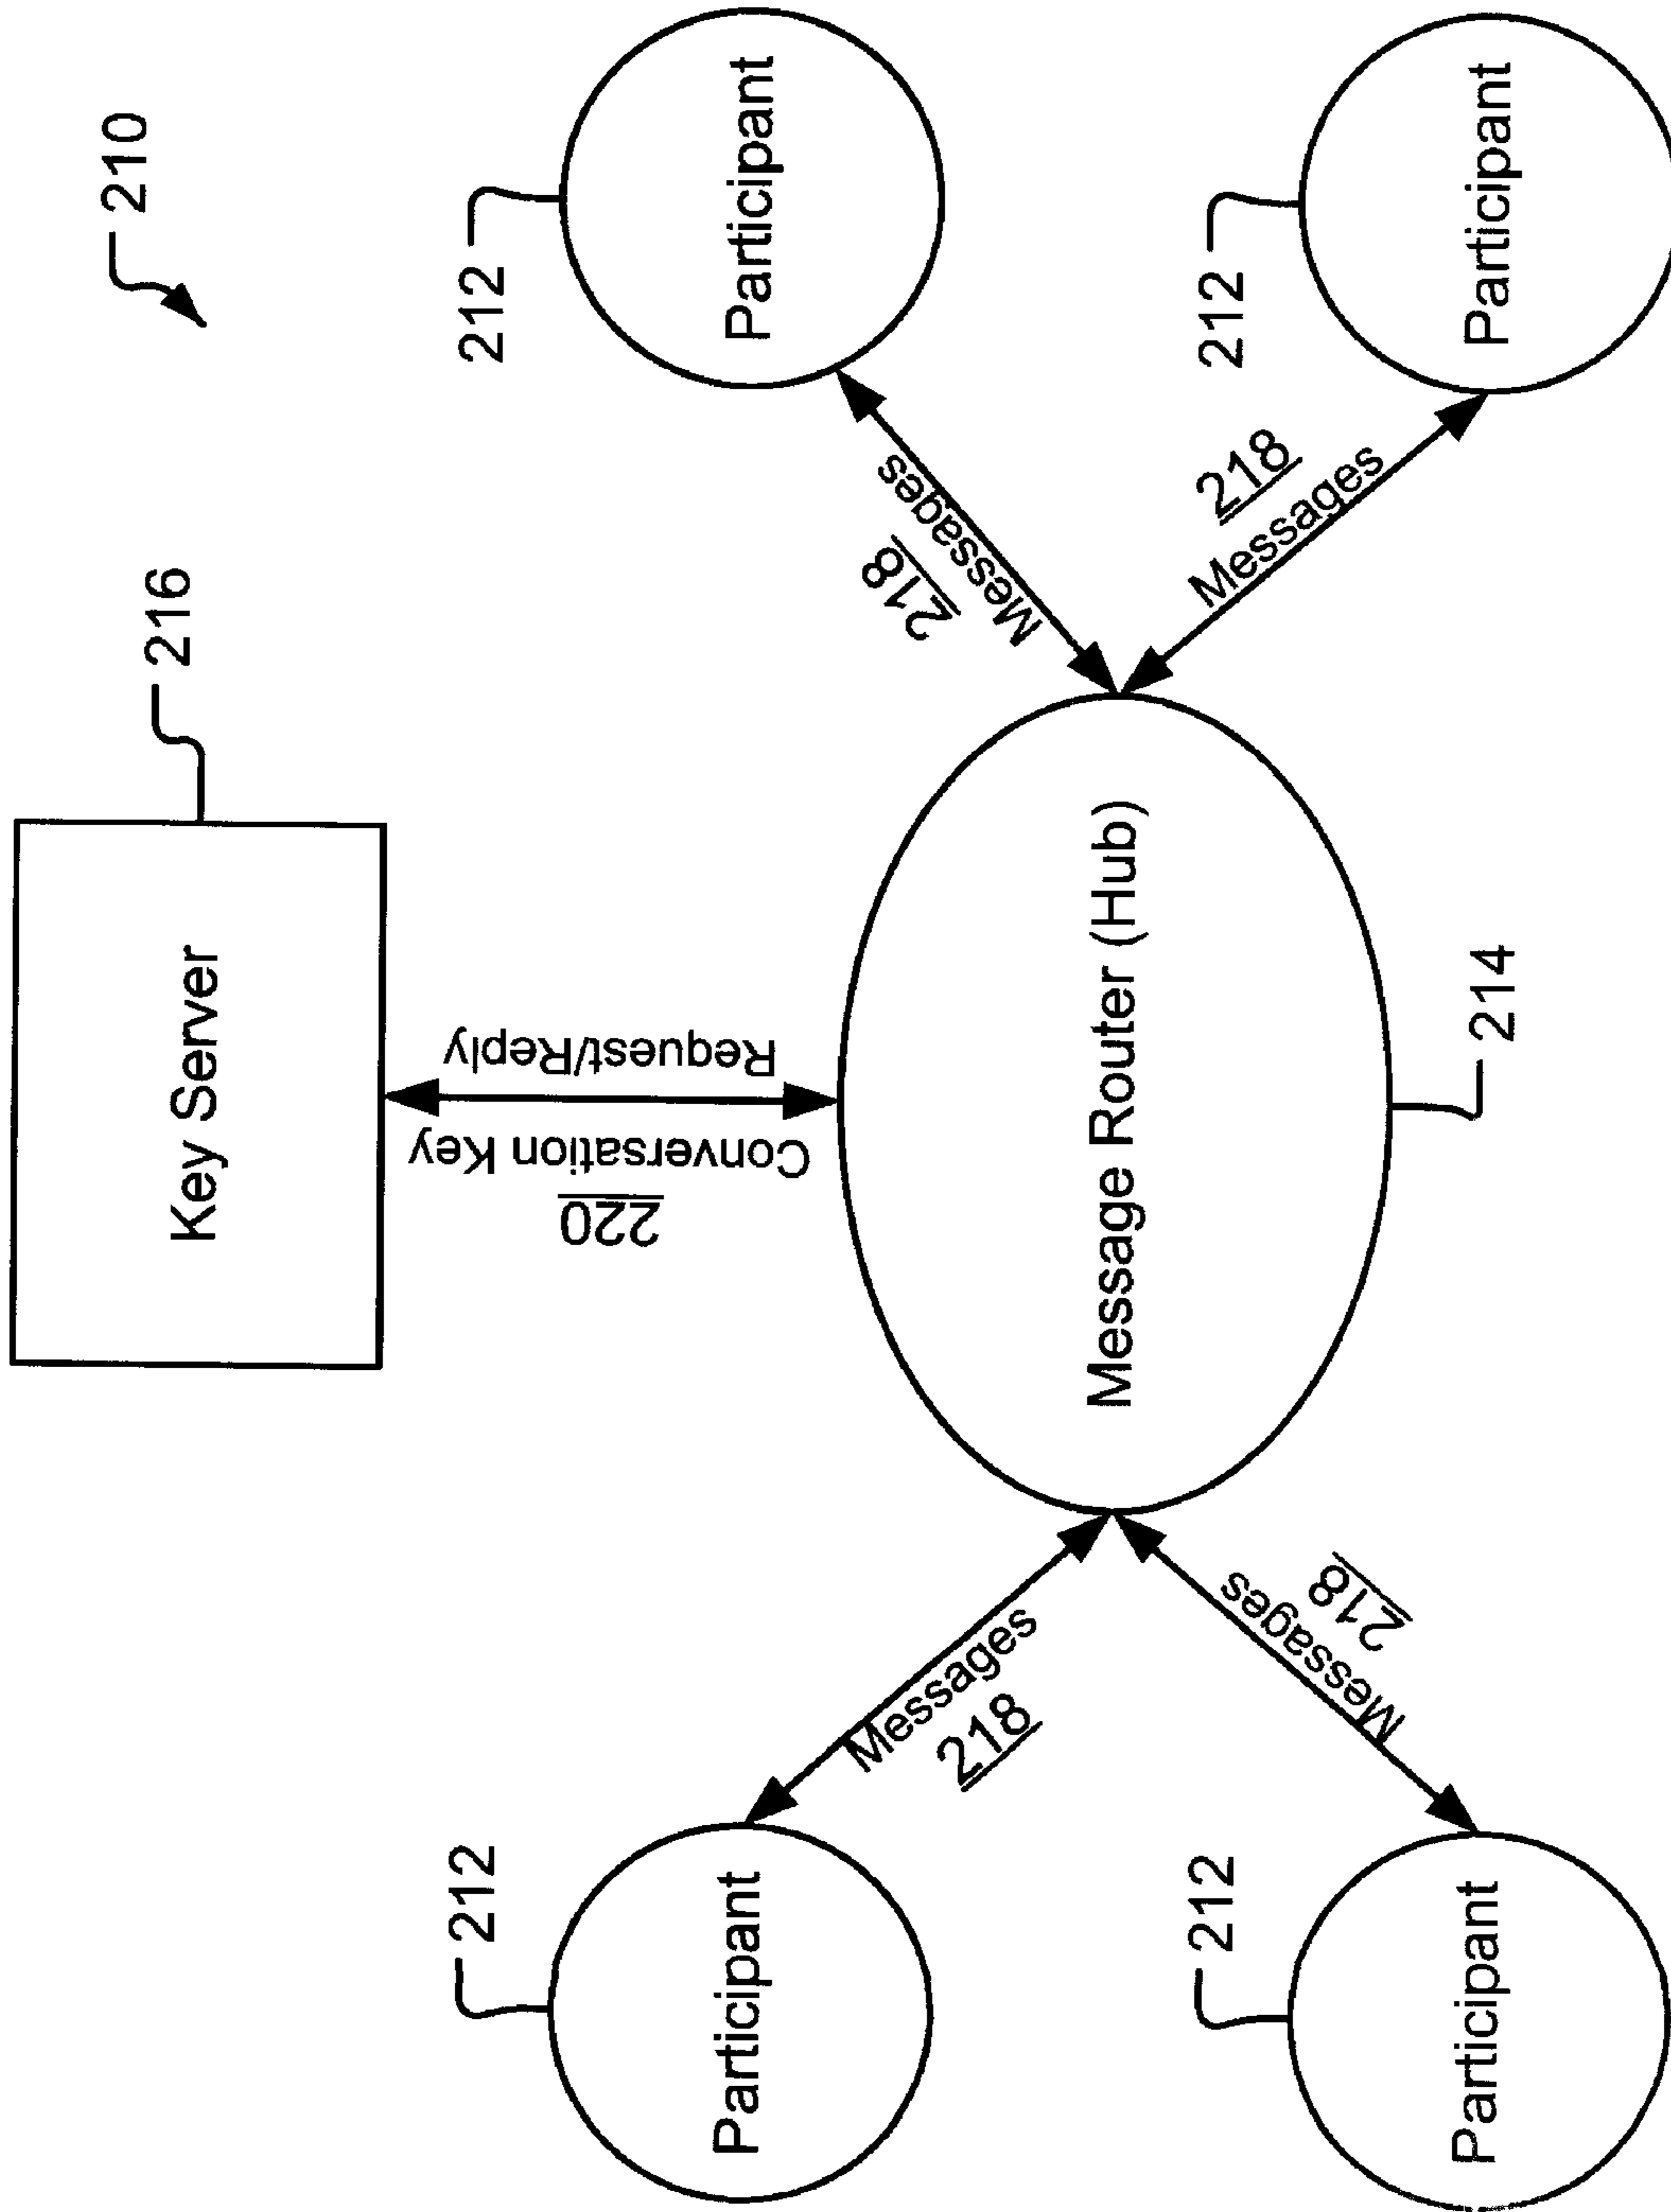 210
216
Key Server
212
212
220
Conversation Key
Request/Reply
Participant
Participant
Messages
218
Messages
218
Message Router (Hub)
212
212
Messages
218
Messages
218
Participant
Participant
214